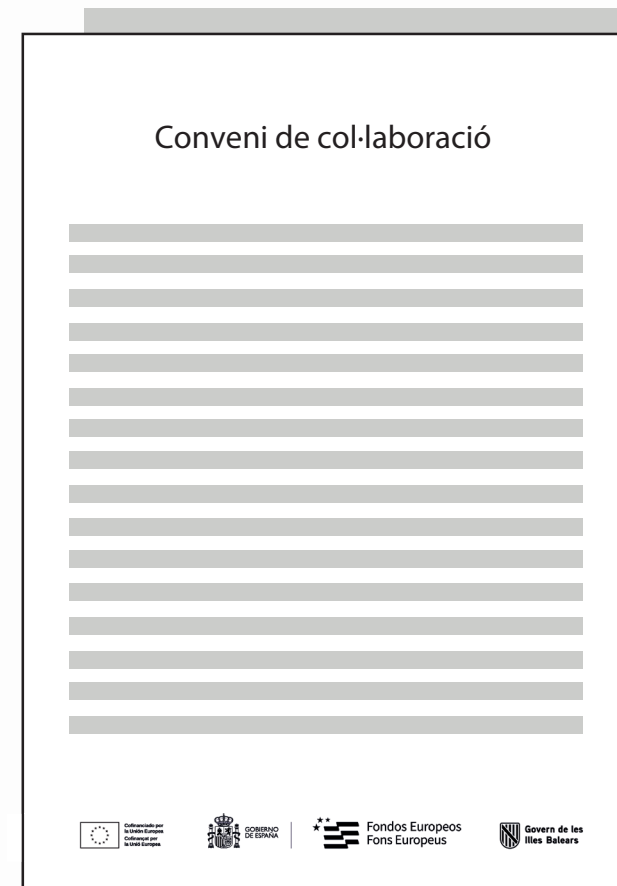 Conveni de col·laboració
Cofinanciado por
la Unión Europea
Cofinançat per
la Unió Europea
GOBIERNO
DE ESPAÑA
Fondos Europeos
Fons Europeus
Govern de les
Illes Balears